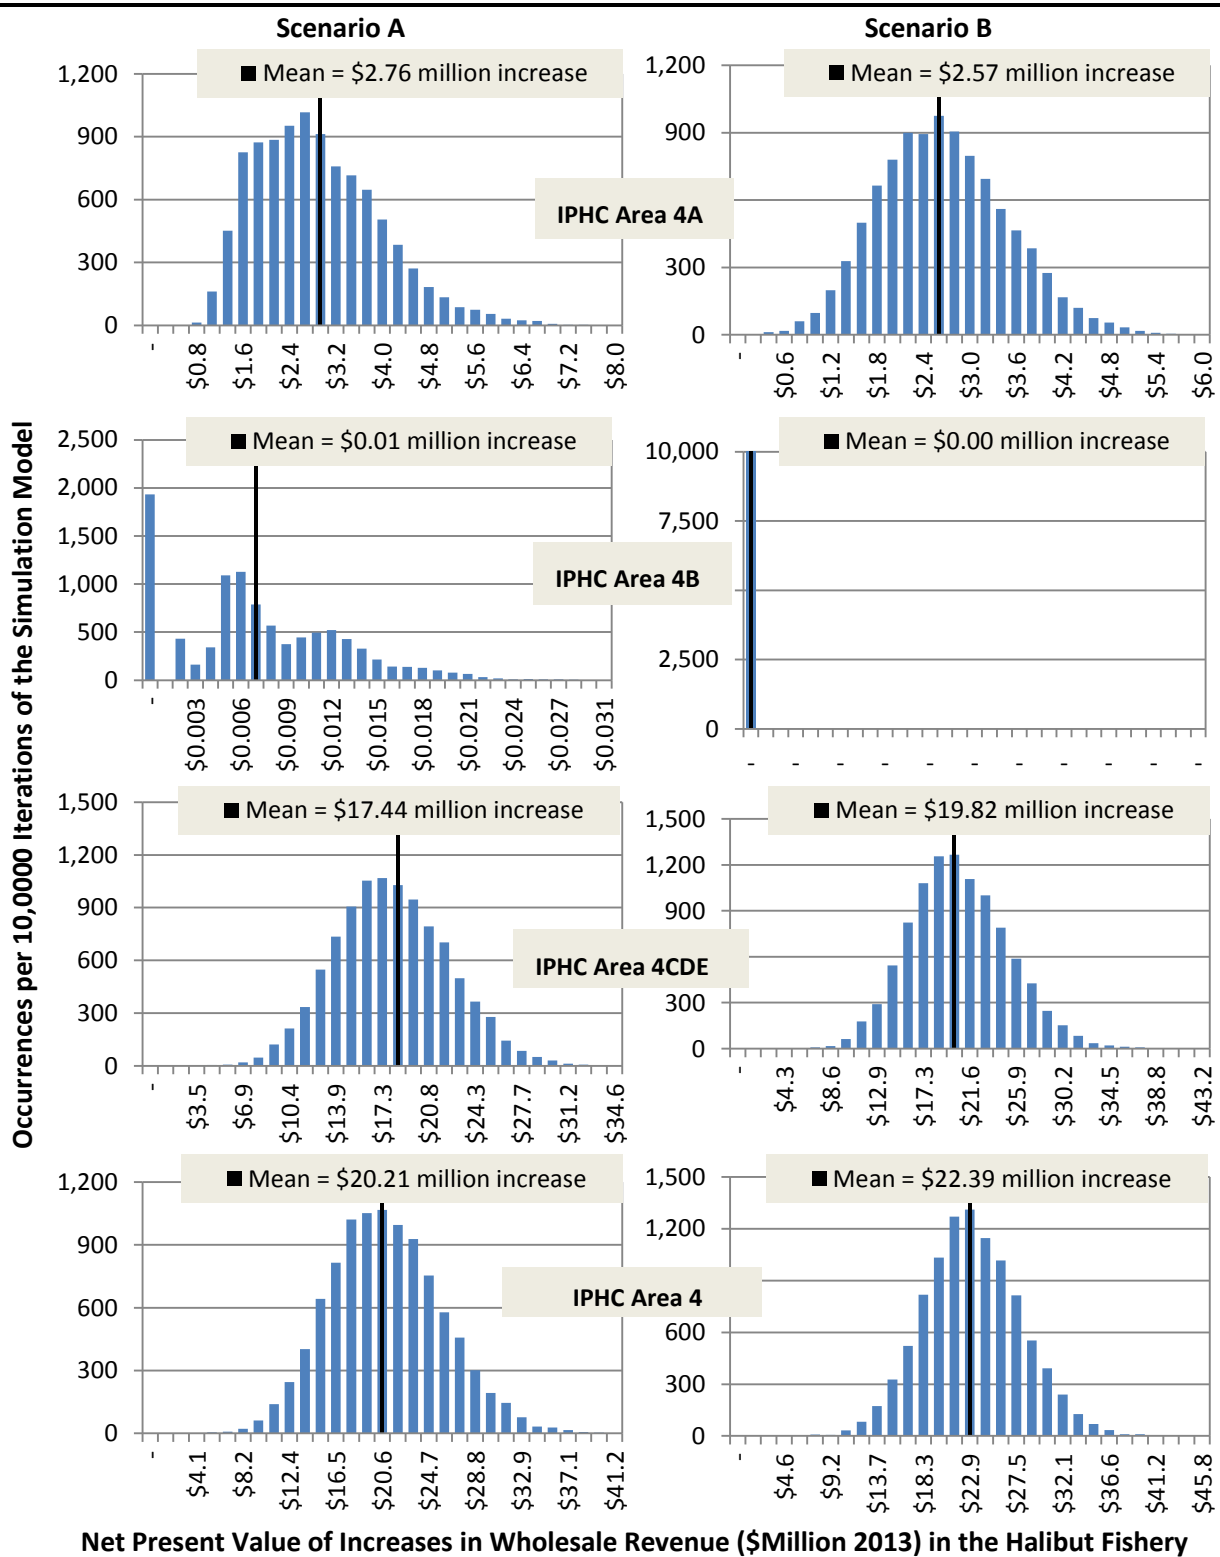 Scenario A
Scenario B
Mean = $2.76 million increase
1,200
900
600
300
0
- $0.8 $1.6 $2.4 $3.2 $4.0 $4.8 $5.6 $6.4 $7.2 $8.0
Mean = $2.57 million increase
1,200
900
300
0
- $0.6 $1.2 $1.8 $2.4 $3.0 $3.6 $4.2 $4.8 $5.4 $6.0
IPHC Area 4A
Mean = $0.01 million increase
2,500
2,000
1,500
1,000
500
0
- $0.003 $0.006 $0.009 $0.012 $0.015 $0.018 $0.021 $0.024 $0.027 $0.031
Mean = $0.00 million increase
10,000
7,500
2,500
0
- - - - - - - - - - -
IPHC Area 4B
Occurrences per 10,0000 Iterations of the Simulation Model
Mean = $17.44 million increase
1,500
1,200
900
600
300
0
- $3.5 $6.9 $10.4 $13.9 $17.3 $20.8 $24.3 $27.7 $31.2 $34.6
Mean = $19.82 million increase
1,500
1,200
900
300
0
- $4.3 $8.6 $12.9 $17.3 $21.6 $25.9 $30.2 $34.5 $38.8 $43.2
IPHC Area 4CDE
Mean = $20.21 million increase
1,200
900
600
300
0
- $4.1 $8.2 $12.4 $16.5 $20.6 $24.7 $28.8 $32.9 $37.1 $41.2
Mean = $22.39 million increase
1,500
1,200
600
300
0
- $4.6 $9.2 $13.7 $18.3 $22.9 $27.5 $32.1 $36.6 $41.2 $45.8
IPHC Area 4
Net Present Value of Increases in Wholesale Revenue ($Million 2013) in the Halibut Fishery